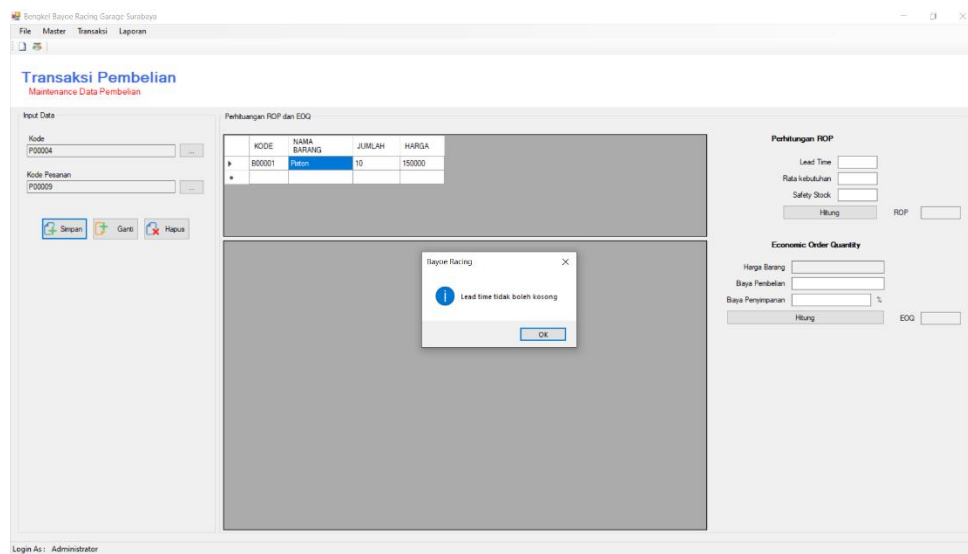 Bengkel Bayoe Racing Garage Surabaya
File Master Transaksi Laporan
Transaksi Pembelian
Maintenance Data Pembelian
Input Data
Kode
P00004
...
Kode Pesanan
P00009
...
Simpan Ganti Hapus
Perhituangan ROP dan EOQ
KODE NAMA BARANG JUMLAH HARGA
B00001 Piston 10 150000
Perhitungan ROP
Lead Time
Rata kebutuhan
Safety Stock
Hitung ROP
Economic Order Quantity
Harga Barang
Biaya Pembelian
Biaya Penyimpanan %
Hitung EOQ
Bayoe Racing
Lead time tidak boleh kosong
OK
Login As : Administrator